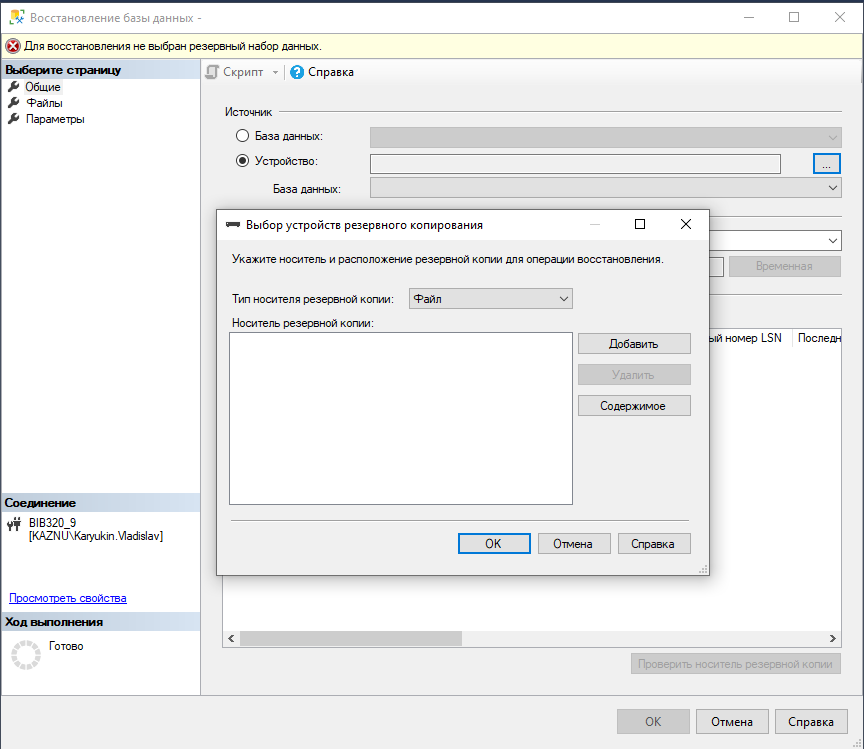 Восстановление базы данных -
Для восстановления не выбран резервный набор данных.
Выберите страницу
Общие
Файлы
Параметры
Скрипт
Справка
Источник
База данных:
Устройство:
...
База данных:
Выбор устройств резервного копирования
Укажите носитель и расположение резервной копии для операции восстановления.
Тип носителя резервной копии:
Файл
Носитель резервной копии:
Добавить
Удалить
Содержимое
OK
Отмена
Справка
Временная
ый номер LSN
Последн
Соединение
BIB320_9
[KAZNU\Karyukin.Vladislav]
Просмотреть свойства
Ход выполнения
Готово
Проверить носитель резервной копии
OK
Отмена
Справка